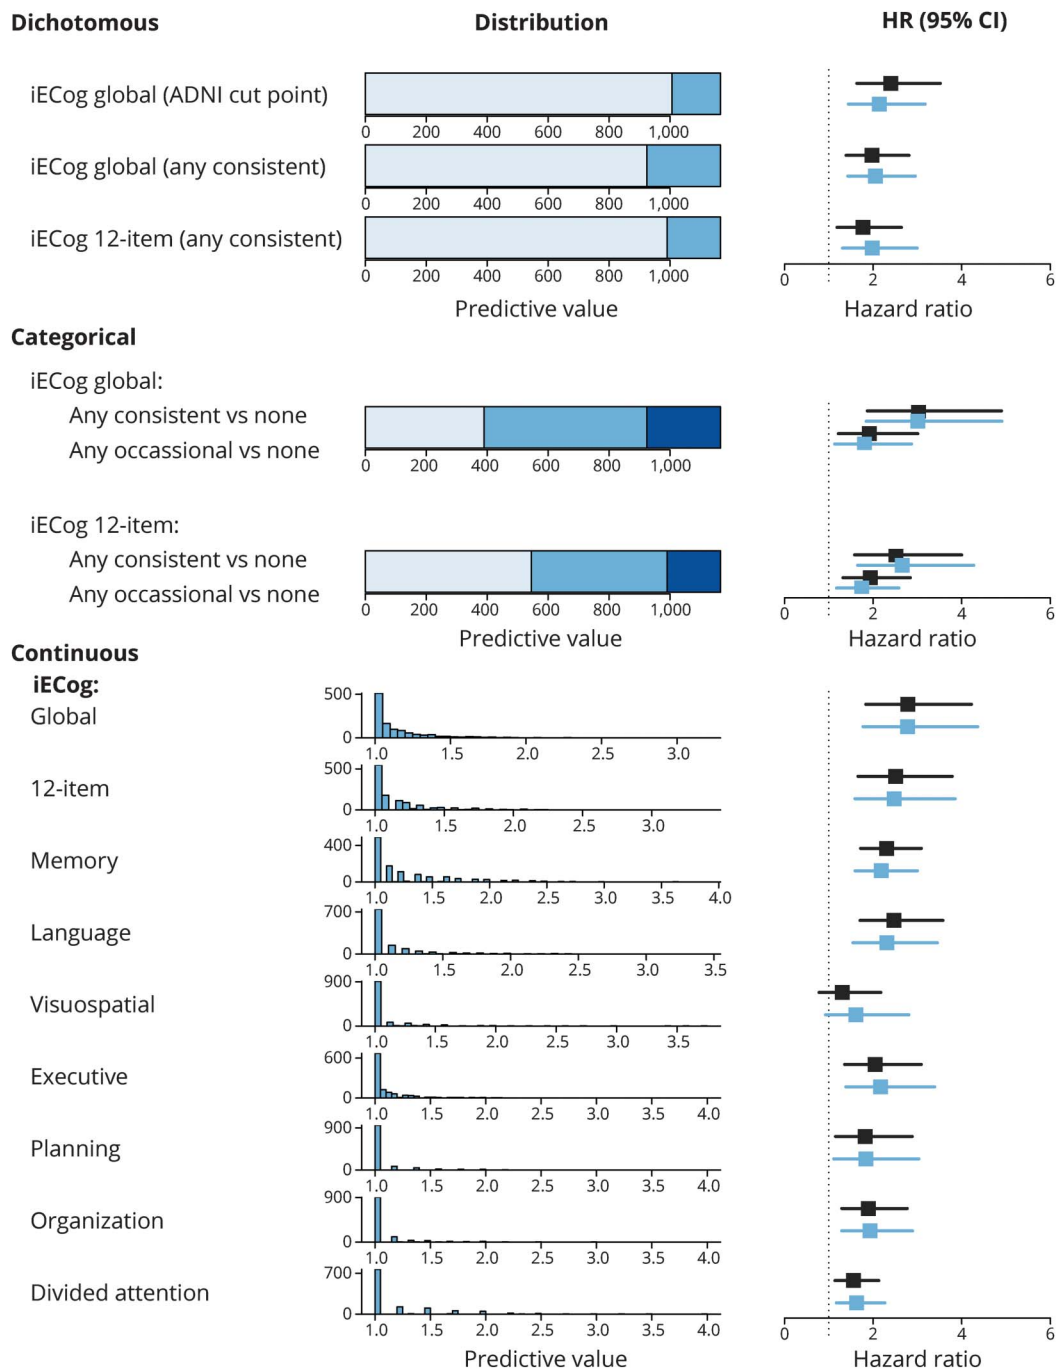 Dichotomous Distribution HR (95% CI)
iECog global (ADNI cut point)
0 200 400 600 800 1,000
iECog global (any consistent)
0 200 400 600 800 1,000
iECog 12-item (any consistent)
0 200 400 600 800 1,000
0 2 4 6
Predictive value Hazard ratio
Categorical
iECog global:
Any consistent vs none
Any occassional vs none
0 200 400 600 800 1,000
iECog 12-item:
Any consistent vs none
Any occassional vs none
0 200 400 600 800 1,000
0 2 4 6
Predictive value Hazard ratio
Continuous
iECog:
Global
500
0
1.0 1.5 2.0 2.5 3.0
12-item
500
0
1.0 1.5 2.0 2.5 3.0
Memory
400
0
1.0 1.5 2.0 2.5 3.0 3.5 4.0
Language
700
0
1.0 1.5 2.0 2.5 3.0 3.5
Visuospatial
900
0
1.0 1.5 2.0 2.5 3.0 3.5
Executive
600
0
1.0 1.5 2.0 2.5 3.0 3.5 4.0
Planning
900
0
1.0 1.5 2.0 2.5 3.0 3.5 4.0
Organization
900
0
1.0 1.5 2.0 2.5 3.0 3.5 4.0
Divided attention
700
0
1.0 1.5 2.0 2.5 3.0 3.5 4.0
0 2 4 6
Predictive value Hazard ratio